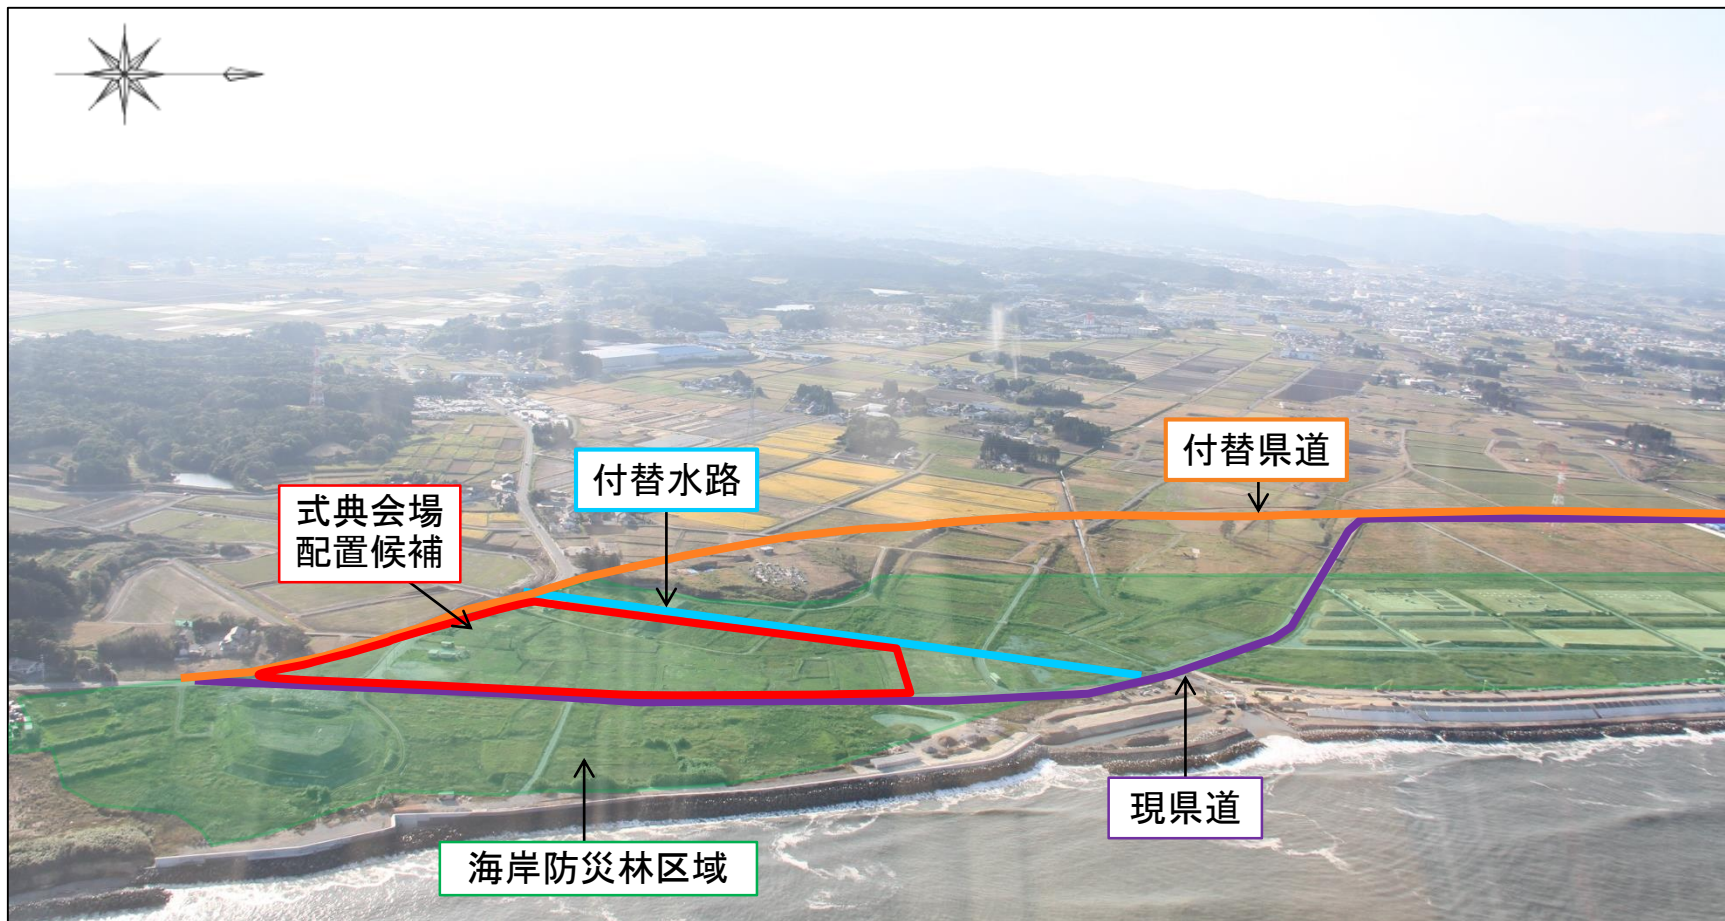 付替県道
付替水路
式典会場
配置候補
現県道
海岸防災林区域